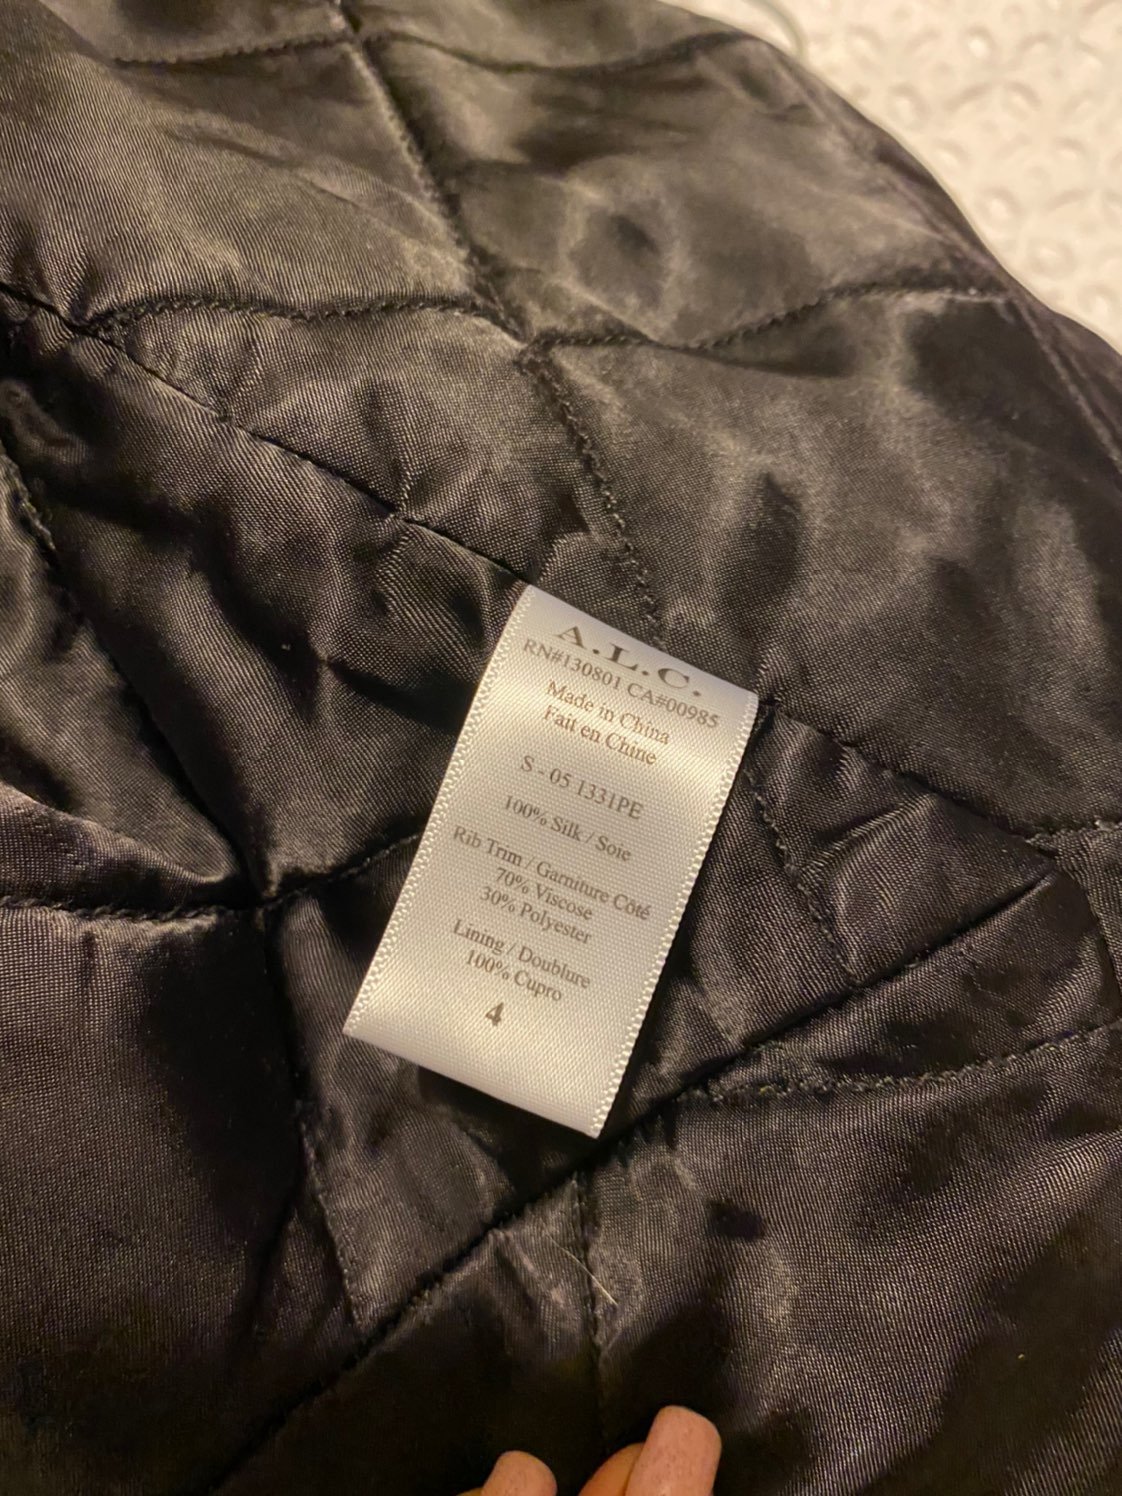 A.L.C.
RN#130801 CA#00985
Made in China
Fait en Chine
S - 05 1331PE
100% Silk / Soie
Rib Trim / Garniture Côté
70% Viscose
30% Polyester
Lining / Doublure
100% Cupro
4